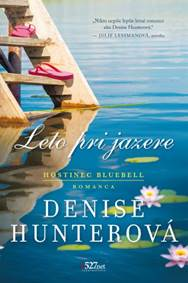 „Nikto nepíše lepšie letné romance
ako Denise Hunterová.“
— JULIE LESSMANOVÁ, autorka
Leto pri jazere
HOSTINEC BLUEBELL
ROMANCA
DENISE
HUNTEROVÁ
i527.net